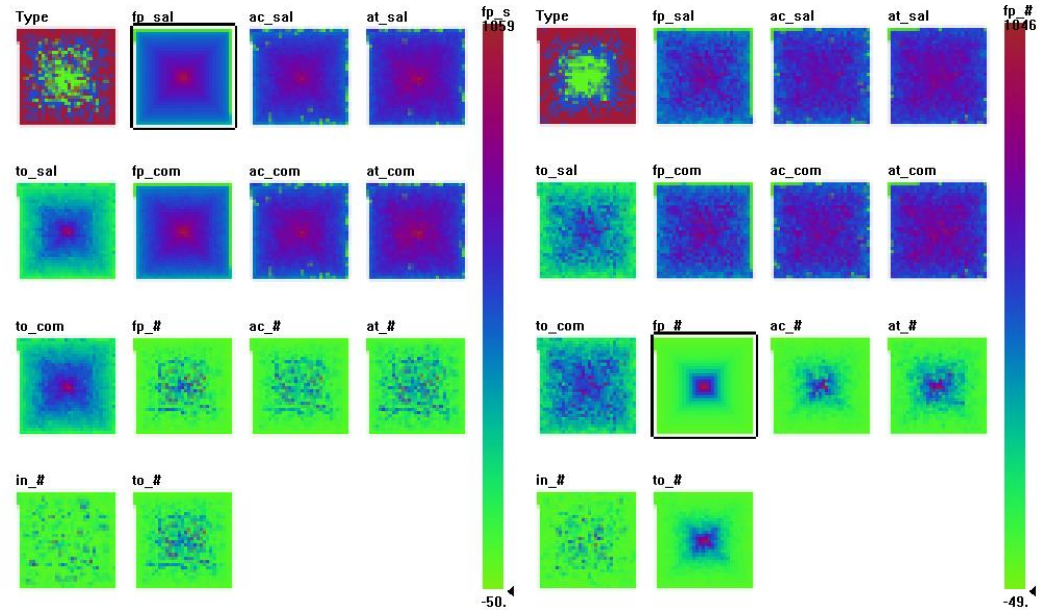 Type fp_sal ac_sal at_sal fp_s
1059
to_sal fp_com ac_com at_com
to_com fp_# ac_# at_#
in_# to_#
-50.
Type fp_sal ac_sal at_sal fp_#
1046
to_sal fp_com ac_com at_com
to_com fp_# ac_# at_#
in_# to_#
-49.